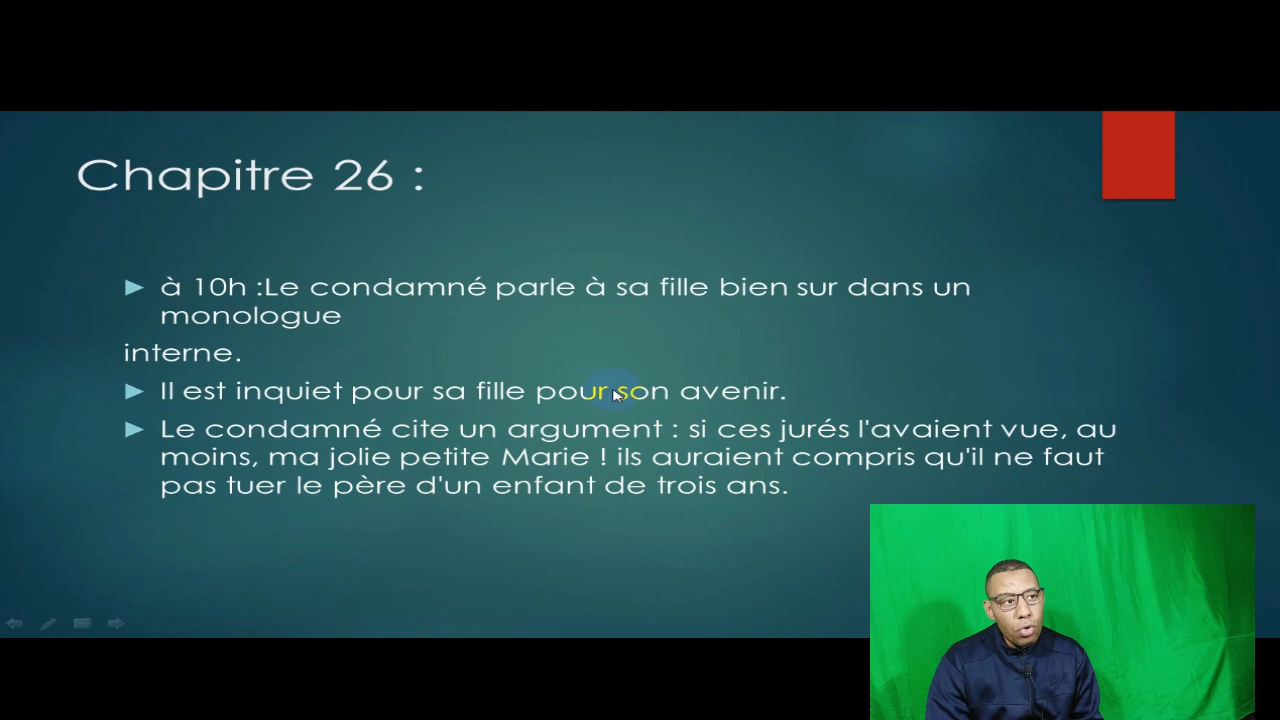 Chapitre 26 :
à 10h :Le condamné parle à sa fille bien sur dans un
monologue
interne.
Il est inquiet pour sa fille pour son avenir.
Le condamné cite un argument : si ces jurés l'avaient vue, au
moins, ma jolie petite Marie ! ils auraient compris qu'il ne faut
pas tuer le père d'un enfant de trois ans.